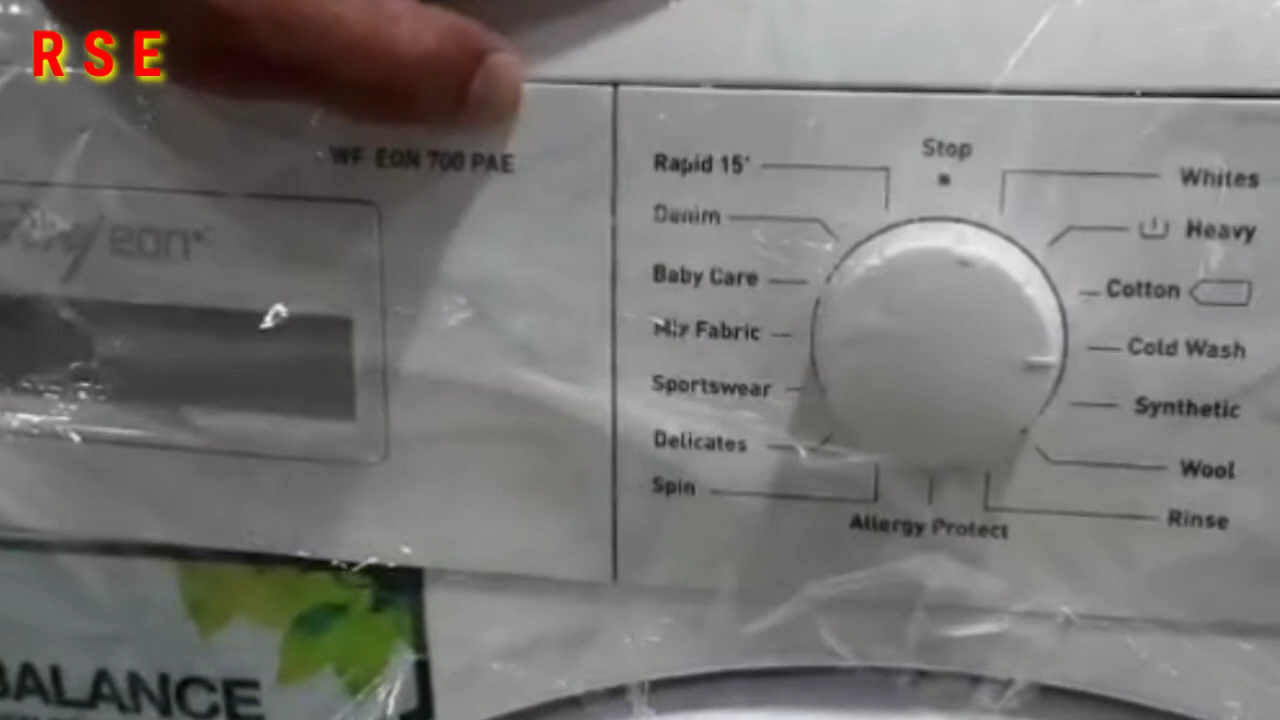 R S E
WF EON 700 PAE
eon
Stop
Rapid 15'
Whites
Denim
Heavy
Baby Care
Cotton
Mix Fabric
Cold Wash
Sportswear
Synthetic
Delicates
Wool
Spin
Rinse
Allergy Protect
BALANCE